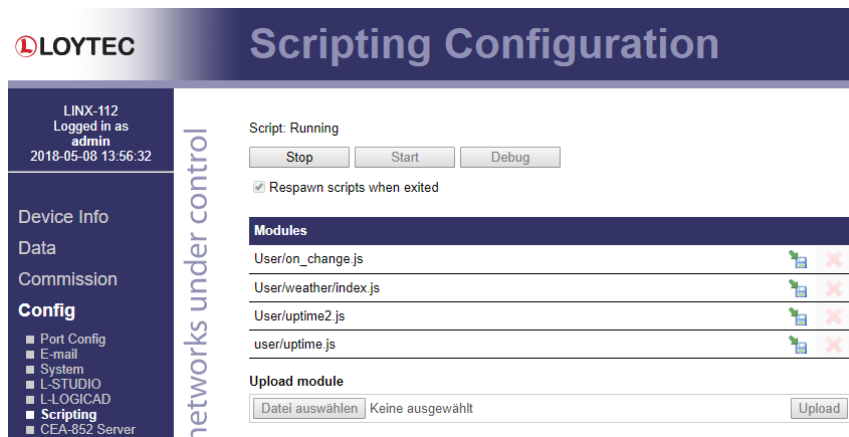 LOYTEC
Scripting Configuration
LINX-112
Logged in as
admin
2018-05-08 13:56:32
Device Info
Data
Commission
Config
Port Config
E-mail
System
L-STUDIO
L-LOGICAD
Scripting
CEA-852 Server
networks under control
Script: Running
Stop Start Debug
Respawn scripts when exited
Modules
User/on_change.js
User/weather/index.js
User/uptime2.js
user/uptime.js
Upload module
Datei auswählen Keine ausgewählt Upload